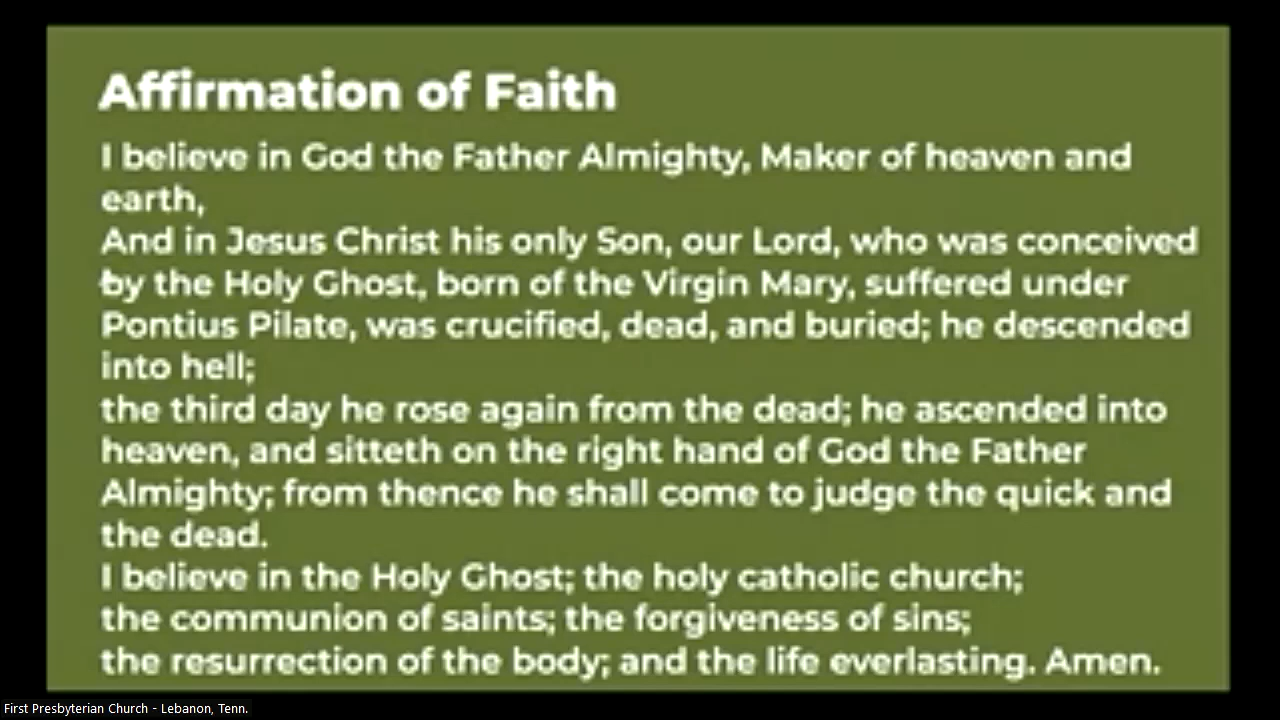 Affirmation of Faith
I believe in God the Father Almighty, Maker of heaven and
earth,
And in Jesus Christ his only Son, our Lord, who was conceived
by the Holy Ghost, born of the Virgin Mary, suffered under
Pontius Pilate, was crucified, dead, and buried; he descended
into hell;
the third day he rose again from the dead; he ascended into
heaven, and sitteth on the right hand of God the Father
Almighty; from thence he shall come to judge the quick and
the dead.
I believe in the Holy Ghost; the holy catholic church;
the communion of saints; the forgiveness of sins;
the resurrection of the body; and the life everlasting. Amen.
First Presbyterian Church - Lebanon, Tenn.